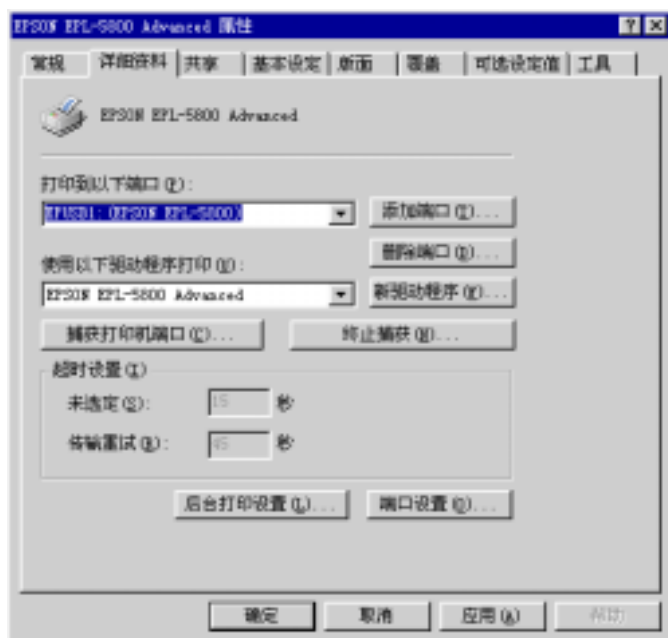 EPSON EPL-5800 Advanced 属性
常规 详细资料 共享 基本设定 版面 覆盖 可选设定值 工具
EPSON EPL-5800 Advanced
打印到以下端口(P):
EPUSB1: (EPSON EPL-5800)
添加端口(T)...
删除端口(D)...
使用以下驱动程序打印(U):
EPSON EPL-5800 Advanced
新驱动程序(W)...
捕获打印机端口(C)...
终止捕获(N)...
超时设置(I)
未选定(S): 15 秒
传输重试(R): 45 秒
后台打印设置(L)...
端口设置(O)...
确定 取消 应用(A) 帮助